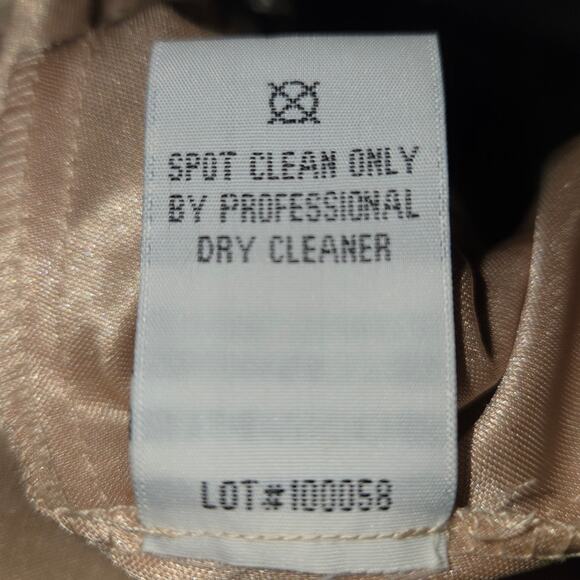 SPOT CLEAN ONLY
BY PROFESSIONAL
DRY CLEANER
LOT#100058